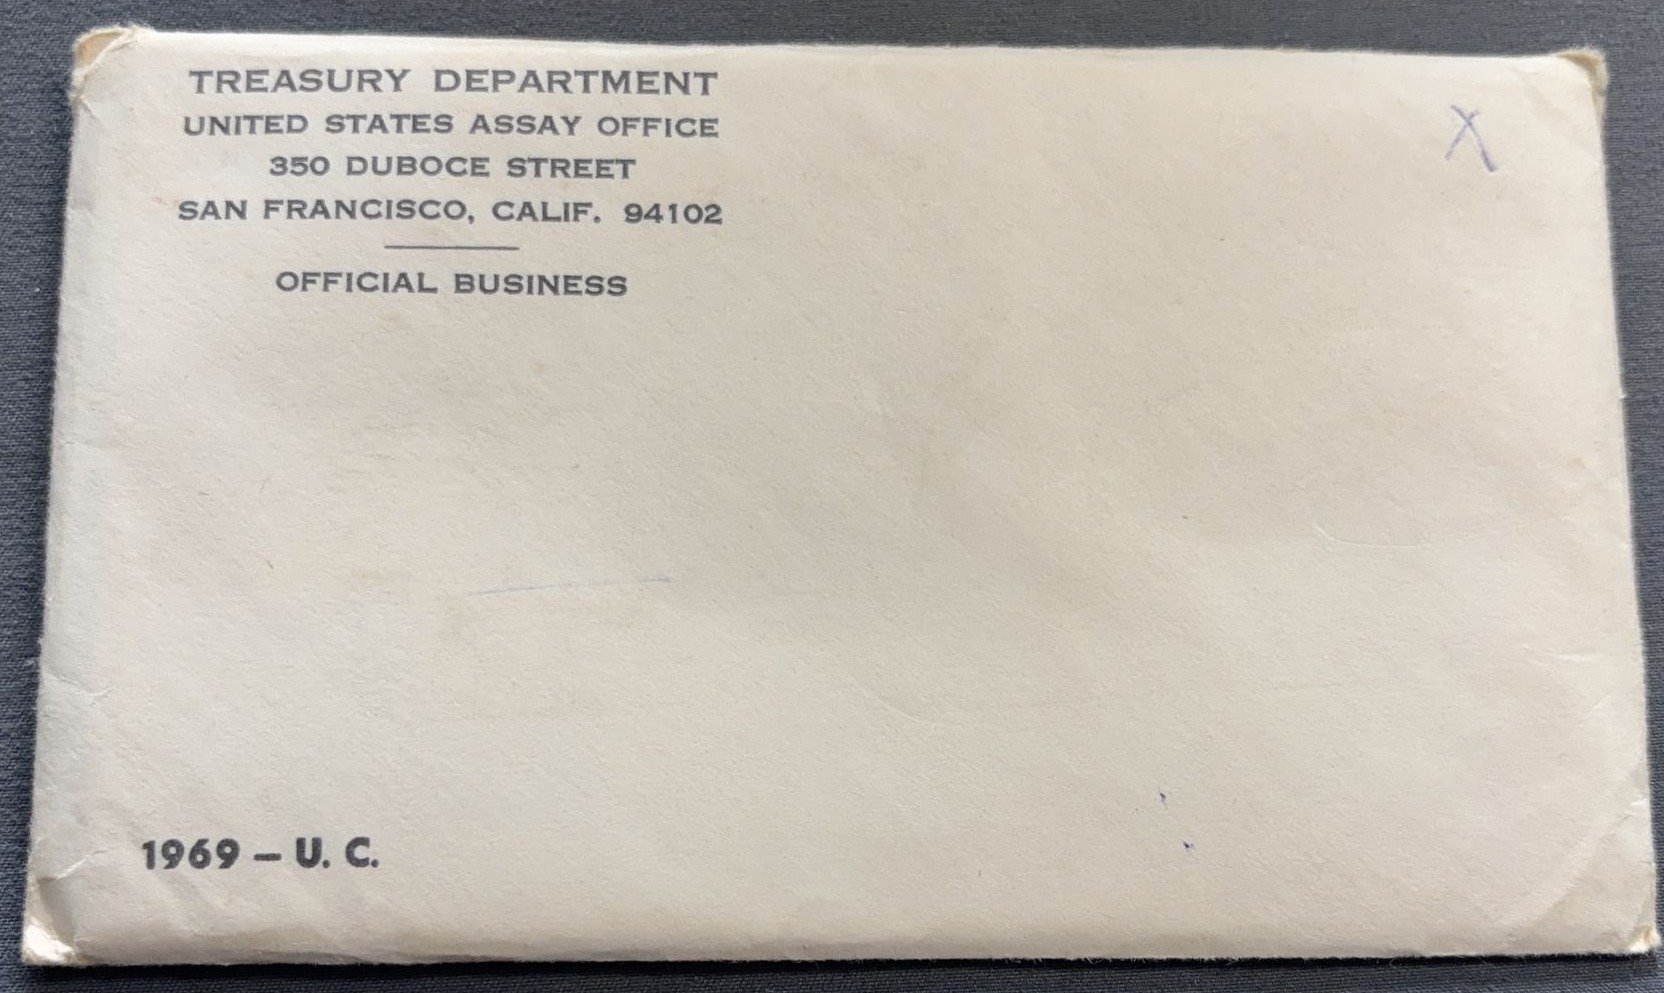 TREASURY DEPARTMENT
UNITED STATES ASSAY OFFICE
350 DUBOCE STREET
SAN FRANCISCO, CALIF. 94102
OFFICIAL BUSINESS
X
1969 – U. C.